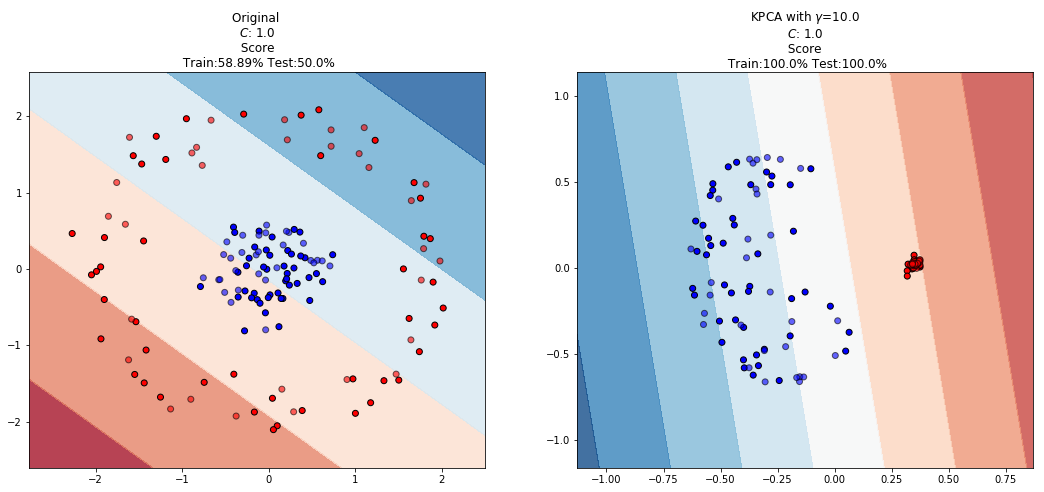 Original
C: 1.0
Score
Train:58.89% Test:50.0%
2
1
0
−1
−2
−2
−1
0
1
2
KPCA with γ=10.0
C: 1.0
Score
Train:100.0% Test:100.0%
1.0
0.5
0.0
−0.5
−1.0
−1.00
−0.75
−0.50
−0.25
0.00
0.25
0.50
0.75